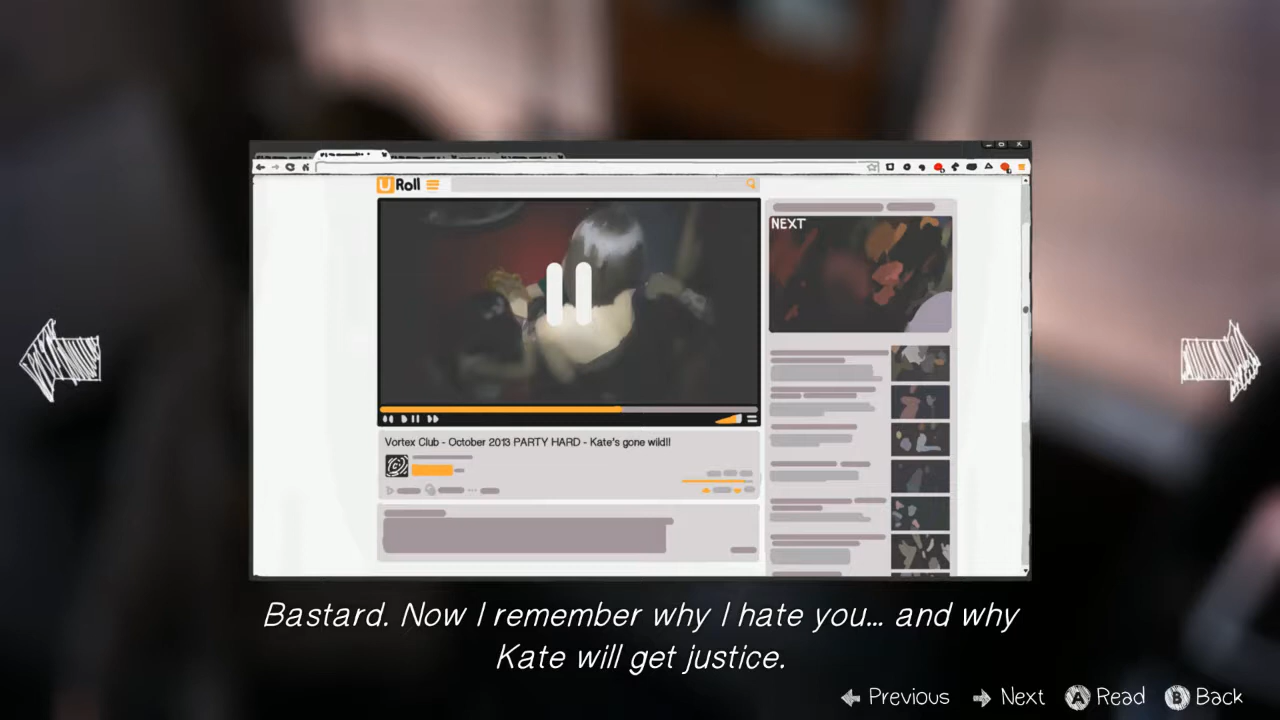 U Roll
NEXT
Vortex Club - October 2013 PARTY HARD - Kate's gone wild!!
Bastard. Now I remember why I hate you... and why
Kate will get justice.
Previous Next A Read B Back